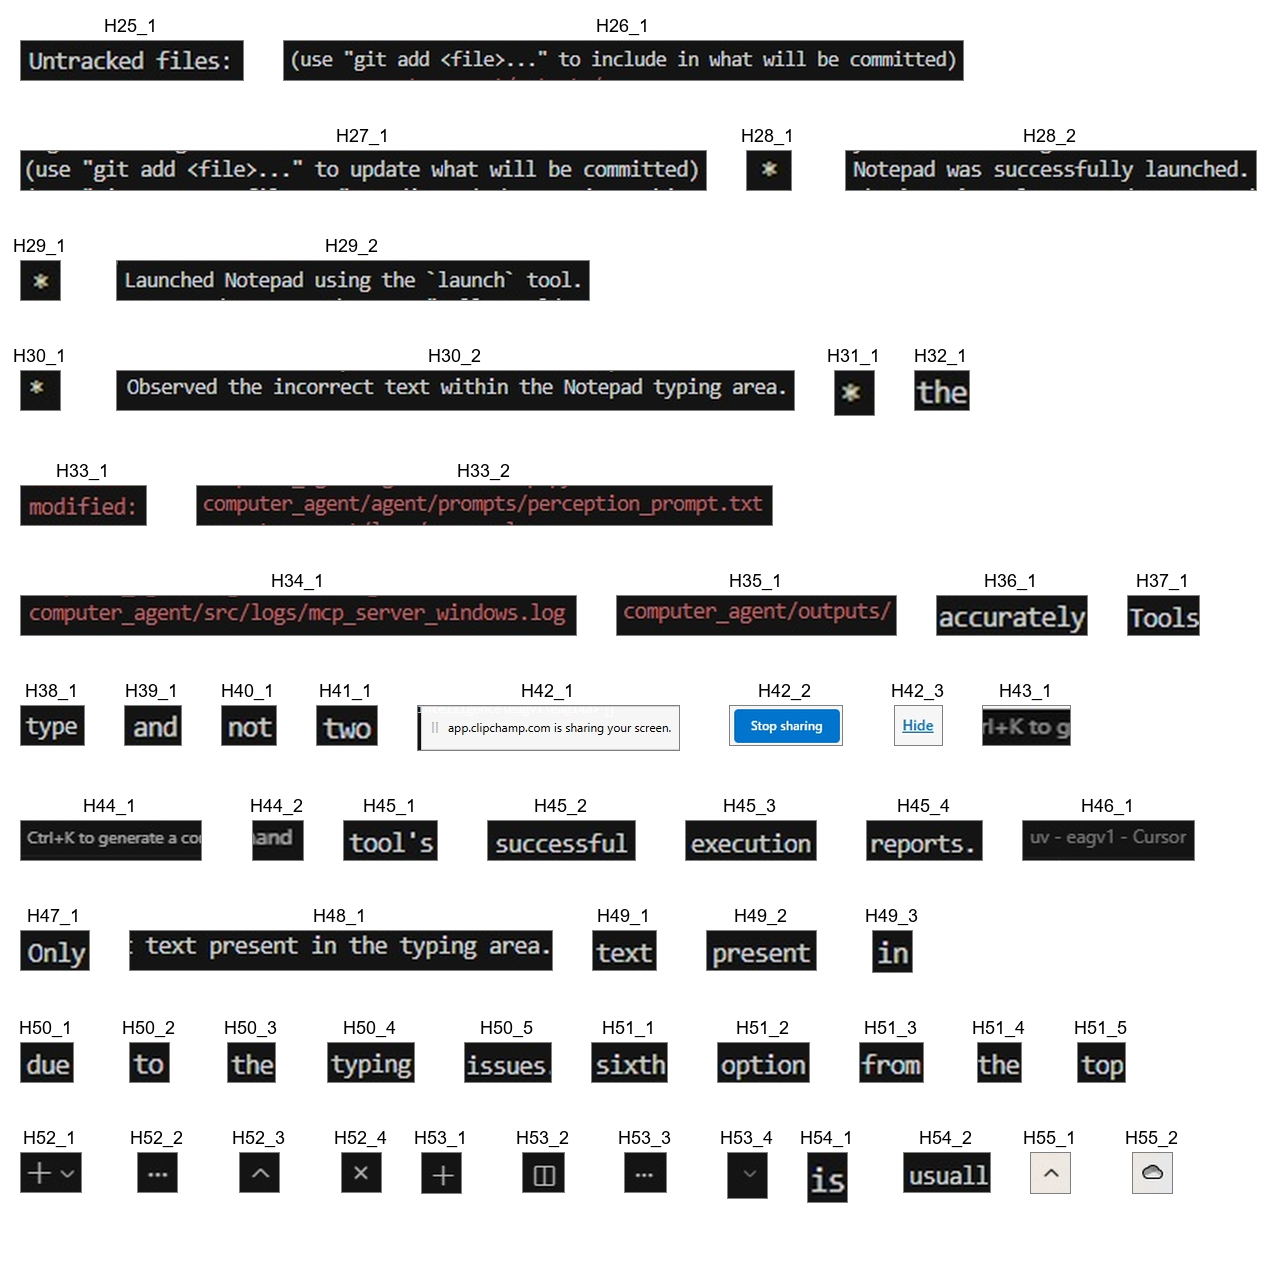 H25_1 H26_1
Untracked files: (use "git add <file>..." to include in what will be committed)
H27_1 H28_1 H28_2
(use "git add <file>..." to update what will be committed) * Notepad was successfully launched.
H29_1 H29_2
* Launched Notepad using the `launch` tool.
H30_1 H30_2 H31_1 H32_1
* Observed the incorrect text within the Notepad typing area. * the
H33_1 H33_2
modified: computer_agent/agent/prompts/perception_prompt.txt
H34_1 H35_1 H36_1 H37_1
computer_agent/src/logs/mcp_server_windows.log computer_agent/outputs/ accurately Tools
H38_1 H39_1 H40_1 H41_1 H42_1 H42_2 H42_3 H43_1
type and not two app.clipchamp.com is sharing your screen. Stop sharing Hide rl+K to g
H44_1 H44_2 H45_1 H45_2 H45_3 H45_4 H46_1
Ctrl+K to generate a co and tool's successful execution reports. uv - eagv1 - Cursor
H47_1 H48_1 H49_1 H49_2 H49_3
Only text present in the typing area. text present in
H50_1 H50_2 H50_3 H50_4 H50_5 H51_1 H51_2 H51_3 H51_4 H51_5
due to the typing issues. sixth option from the top
H52_1 H52_2 H52_3 H52_4 H53_1 H53_2 H53_3 H53_4 H54_1 H54_2 H55_1 H55_2
is usuall